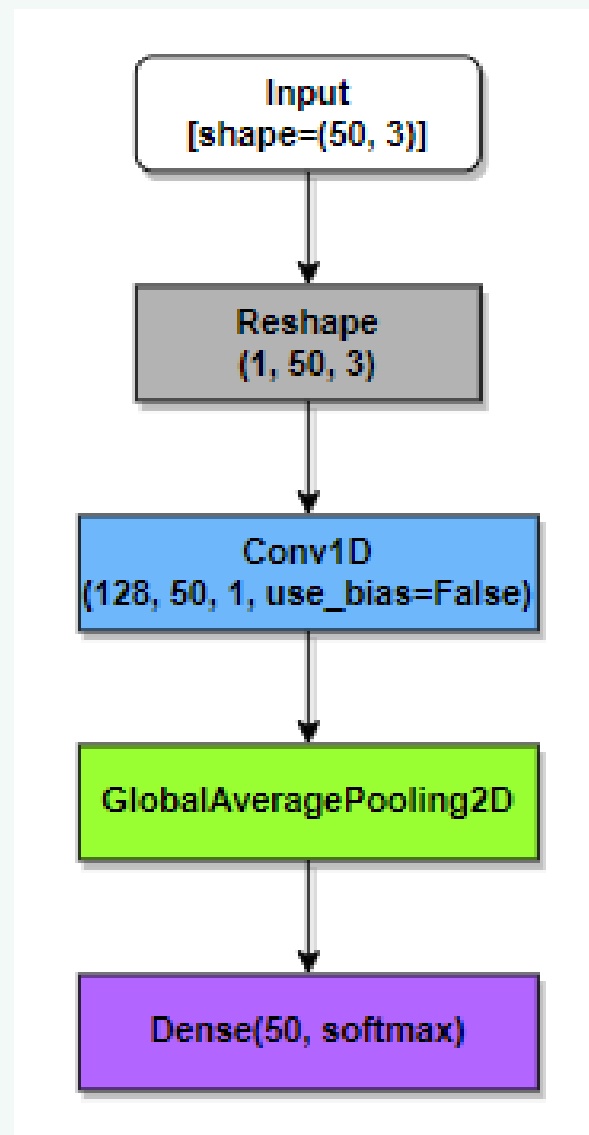 Input
[shape=(50, 3)]
Reshape
(1, 50, 3)
Conv1D
(128, 50, 1, use_bias=False)
GlobalAveragePooling2D
Dense(50, softmax)